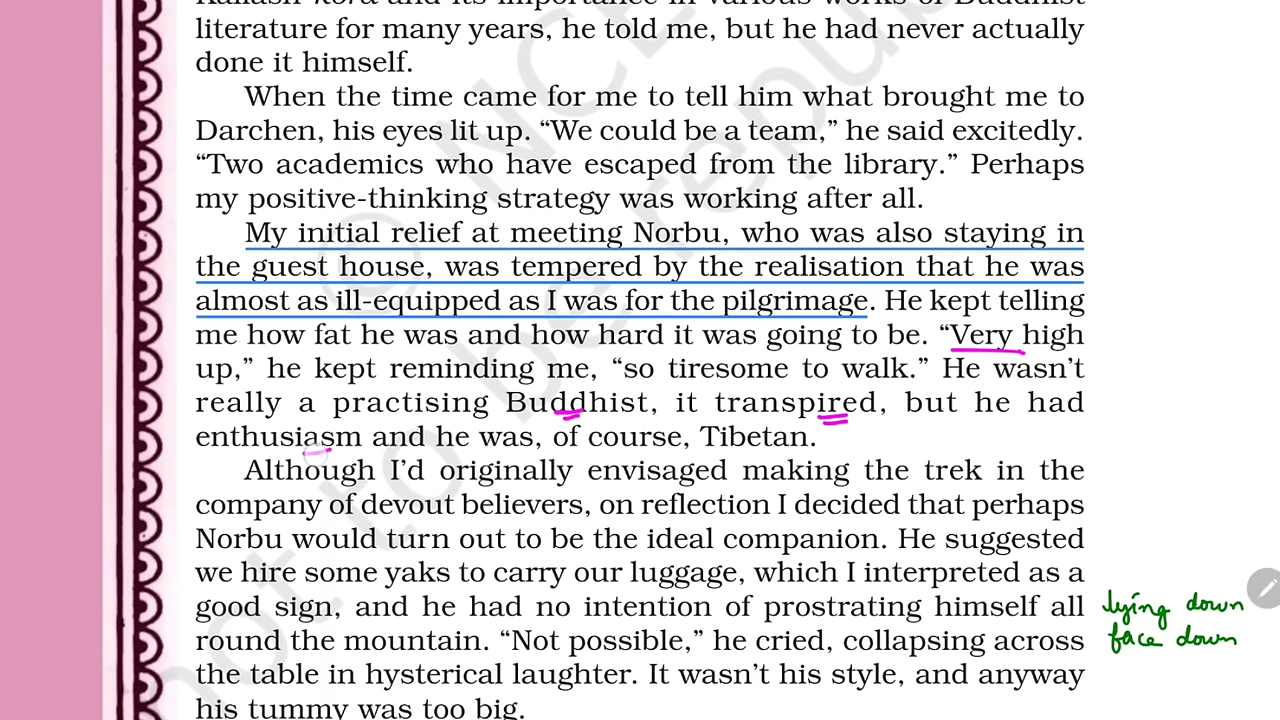 Kailash kora and its importance in various works of Buddhist
literature for many years, he told me, but he had never actually
done it himself.
When the time came for me to tell him what brought me to
Darchen, his eyes lit up. “We could be a team,” he said excitedly.
“Two academics who have escaped from the library.” Perhaps
my positive-thinking strategy was working after all.
My initial relief at meeting Norbu, who was also staying in
the guest house, was tempered by the realisation that he was
almost as ill-equipped as I was for the pilgrimage. He kept telling
me how fat he was and how hard it was going to be. “Very high
up,” he kept reminding me, “so tiresome to walk.” He wasn’t
really a practising Buddhist, it transpired, but he had
enthusiasm and he was, of course, Tibetan.
Although I’d originally envisaged making the trek in the
company of devout believers, on reflection I decided that perhaps
Norbu would turn out to be the ideal companion. He suggested
we hire some yaks to carry our luggage, which I interpreted as a
good sign, and he had no intention of prostrating himself all
round the mountain. “Not possible,” he cried, collapsing across
the table in hysterical laughter. It wasn’t his style, and anyway
his tummy was too big.
lying down
face down